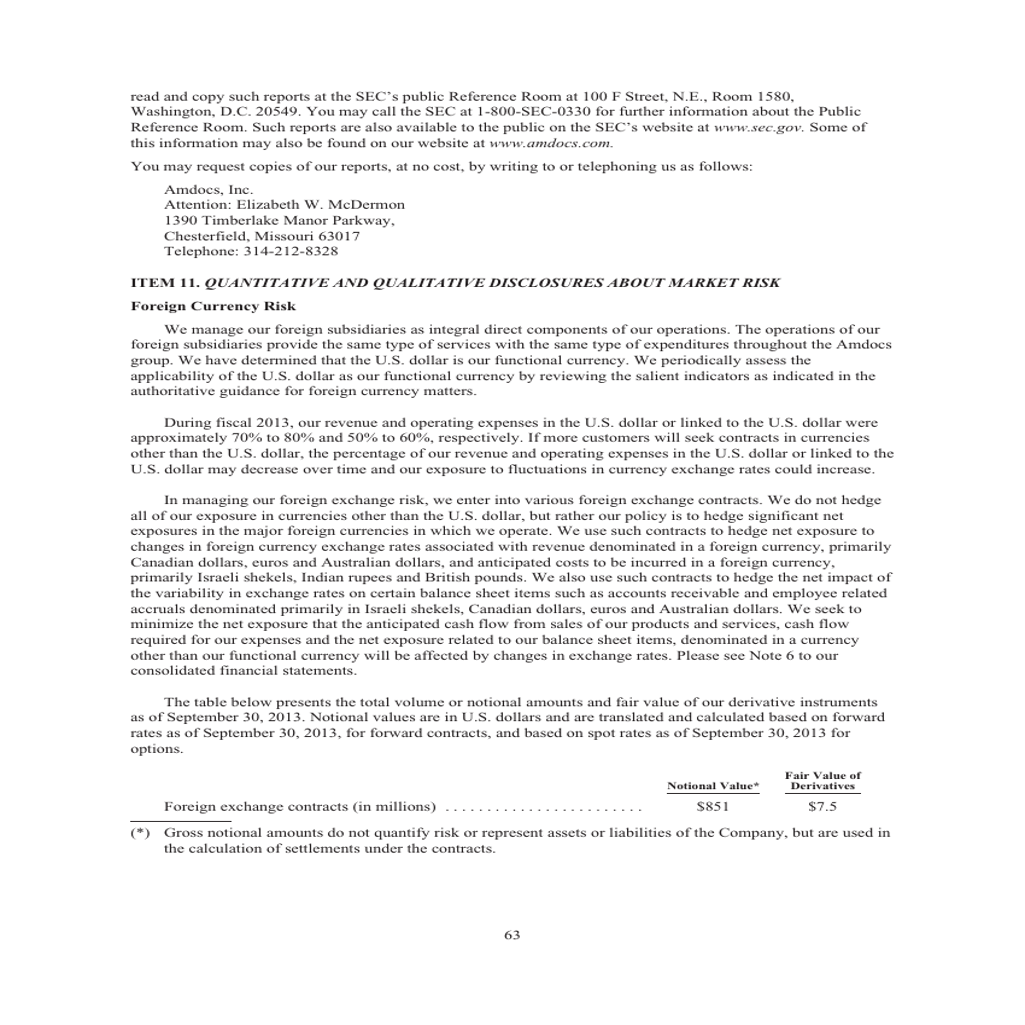 read and copy such reports at the SEC’s public Reference Room at 100 F Street, N.E., Room 1580,
Washington, D.C. 20549. You may call the SEC at 1-800-SEC-0330 for further information about the Public
Reference Room. Such reports are also available to the public on the SEC’s website at www.sec.gov. Some of
this information may also be found on our website at www.amdocs.com.
You may request copies of our reports, at no cost, by writing to or telephoning us as follows:
Amdocs, Inc.
Attention: Elizabeth W. McDermon
1390 Timberlake Manor Parkway,
Chesterfield, Missouri 63017
Telephone: 314-212-8328
ITEM 11. QUANTITATIVE AND QUALITATIVE DISCLOSURES ABOUT MARKET RISK
Foreign Currency Risk
We manage our foreign subsidiaries as integral direct components of our operations. The operations of our
foreign subsidiaries provide the same type of services with the same type of expenditures throughout the Amdocs
group. We have determined that the U.S. dollar is our functional currency. We periodically assess the
applicability of the U.S. dollar as our functional currency by reviewing the salient indicators as indicated in the
authoritative guidance for foreign currency matters.
During fiscal 2013, our revenue and operating expenses in the U.S. dollar or linked to the U.S. dollar were
approximately 70% to 80% and 50% to 60%, respectively. If more customers will seek contracts in currencies
other than the U.S. dollar, the percentage of our revenue and operating expenses in the U.S. dollar or linked to the
U.S. dollar may decrease over time and our exposure to fluctuations in currency exchange rates could increase.
In managing our foreign exchange risk, we enter into various foreign exchange contracts. We do not hedge
all of our exposure in currencies other than the U.S. dollar, but rather our policy is to hedge significant net
exposures in the major foreign currencies in which we operate. We use such contracts to hedge net exposure to
changes in foreign currency exchange rates associated with revenue denominated in a foreign currency, primarily
Canadian dollars, euros and Australian dollars, and anticipated costs to be incurred in a foreign currency,
primarily Israeli shekels, Indian rupees and British pounds. We also use such contracts to hedge the net impact of
the variability in exchange rates on certain balance sheet items such as accounts receivable and employee related
accruals denominated primarily in Israeli shekels, Canadian dollars, euros and Australian dollars. We seek to
minimize the net exposure that the anticipated cash flow from sales of our products and services, cash flow
required for our expenses and the net exposure related to our balance sheet items, denominated in a currency
other than our functional currency will be affected by changes in exchange rates. Please see Note 6 to our
consolidated financial statements.
The table below presents the total volume or notional amounts and fair value of our derivative instruments
as of September 30, 2013. Notional values are in U.S. dollars and are translated and calculated based on forward
rates as of September 30, 2013, for forward contracts, and based on spot rates as of September 30, 2013 for
options.
Fair Value of
Notional Value* Derivatives
Foreign exchange contracts (in millions) . . . . . . . . . . . . . . . . . . . . . . . . $851 $7.5
(*) Gross notional amounts do not quantify risk or represent assets or liabilities of the Company, but are used in
the calculation of settlements under the contracts.
63